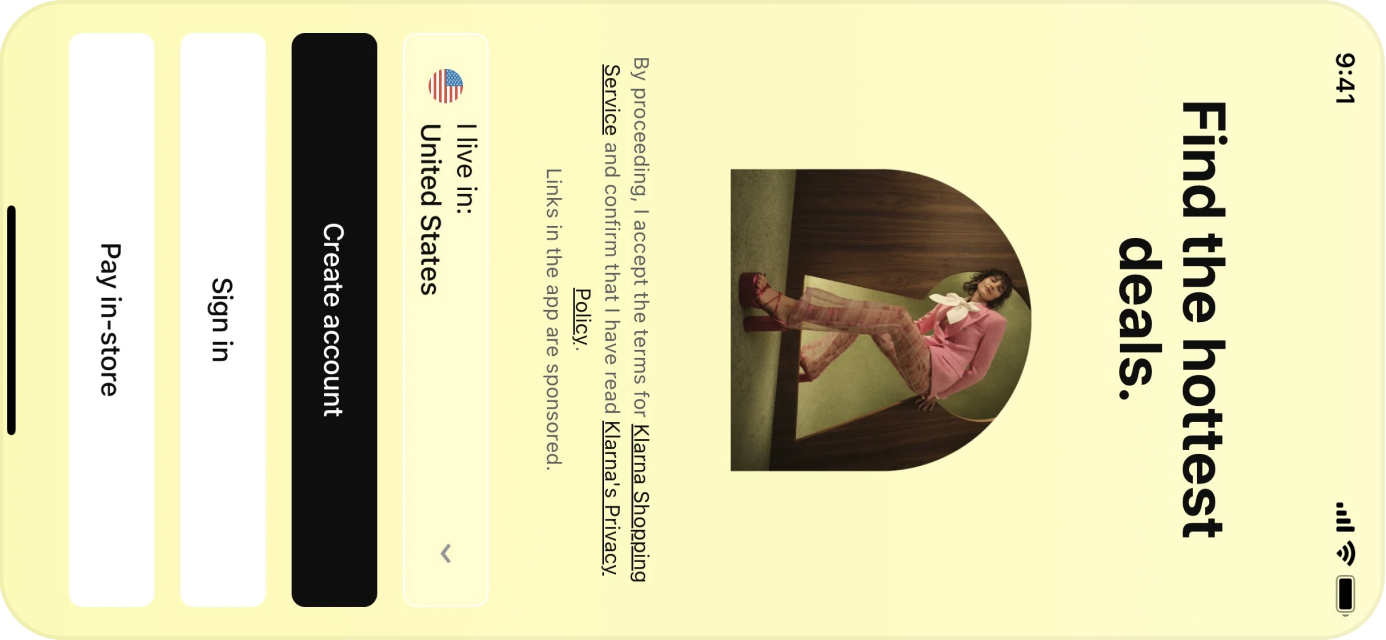 9:41
Find the hottest
deals.
By proceeding, I accept the terms for Klarna Shopping
Service and confirm that I have read Klarna's Privacy
Policy.
Links in the app are sponsored.
I live in:
United States
Create account
Sign in
Pay in-store